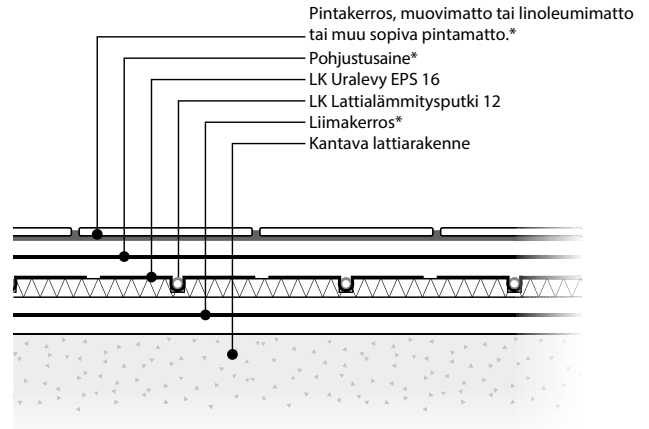 Pintakerros, muovimatto tai linoleumimatto
tai muu sopiva pintamatto.*
Pohjustusaine*
LK Uralevy EPS 16
LK Lattialämmitysputki 12
Liimakerros*
Kantava lattiarakenne